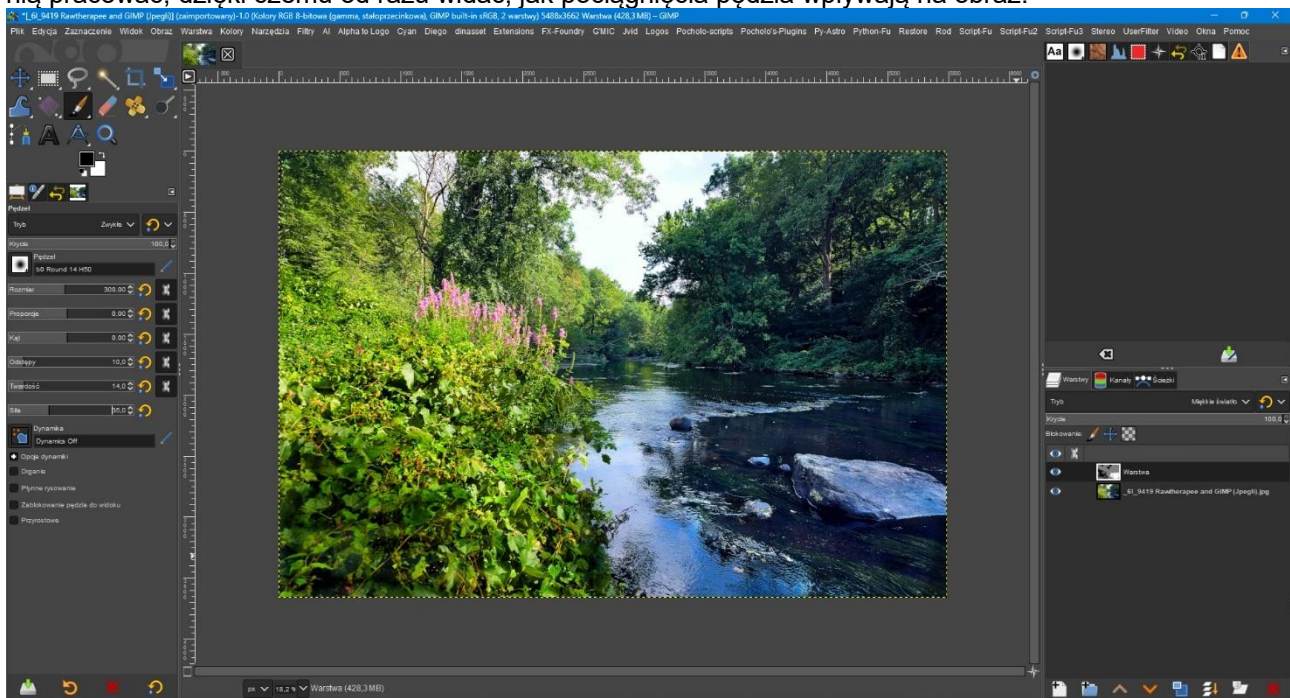 nią pracować, dzięki czemu od razu widać, jak pociągnięcia pędzla wpływają na obraz.
*[_6I_9419 Rawtherapee and GIMP (Jpegli)] (zaimportowany)-1.0 (Kolory RGB 8-bitowa (gamma, stałoprzecinkowa), GIMP built-in sRGB, 2 warstwy) 5488x3662 Warstwa (428,3 MB) – GIMP
Plik Edycja Zaznaczenie Widok Obraz Warstwa Kolory Narzędzia Filtry AI Alpha to Logo Cyan Diego dinasset Extensions FX-Foundry G'MIC Jvid Logos Pocholo-scripts Pocholo's-Plugins Py-Astro Python-Fu Restore Rod Script-Fu Script-Fu2 Script-Fu3 Stereo UserFilter Video Okna Pomoc
Pędzel
Tryb Zwykłe
Krycie 100,0
Pędzel
b0 Round 14 H50
Rozmiar 300,00
Proporcje 0,00
Kąt 0,00
Odstępy 10,0
Twardość 14,0
Siła 35,0
Dynamika
Dynamics Off
Opcje dynamiki
Drganie
Płynne rysowanie
Zablokowanie pędzla do widoku
Przyrostowe
px 18,2 % Warstwa (428,3 MB)
Aa
Warstwy Kanały Ścieżki
Tryb Miękkie światło
Krycie 100,0
Blokowanie:
Warstwa
_6I_9419 Rawtherapee and GIMP (Jpegli).jpg